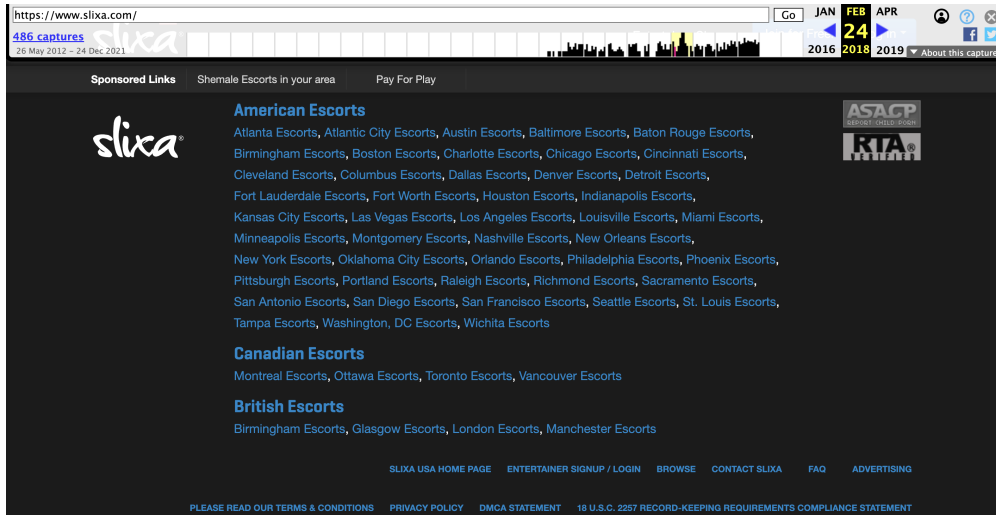 https://www.slixa.com/ Go JAN FEB APR
486 captures 24
26 May 2012 – 24 Dec 2021 2016 2018 2019 ▼ About this capture
Sponsored Links Shemale Escorts in your area Pay For Play
slixa®
American Escorts
Atlanta Escorts, Atlantic City Escorts, Austin Escorts, Baltimore Escorts, Baton Rouge Escorts,
Birmingham Escorts, Boston Escorts, Charlotte Escorts, Chicago Escorts, Cincinnati Escorts,
Cleveland Escorts, Columbus Escorts, Dallas Escorts, Denver Escorts, Detroit Escorts,
Fort Lauderdale Escorts, Fort Worth Escorts, Houston Escorts, Indianapolis Escorts,
Kansas City Escorts, Las Vegas Escorts, Los Angeles Escorts, Louisville Escorts, Miami Escorts,
Minneapolis Escorts, Montgomery Escorts, Nashville Escorts, New Orleans Escorts,
New York Escorts, Oklahoma City Escorts, Orlando Escorts, Philadelphia Escorts, Phoenix Escorts,
Pittsburgh Escorts, Portland Escorts, Raleigh Escorts, Richmond Escorts, Sacramento Escorts,
San Antonio Escorts, San Diego Escorts, San Francisco Escorts, Seattle Escorts, St. Louis Escorts,
Tampa Escorts, Washington, DC Escorts, Wichita Escorts
Canadian Escorts
Montreal Escorts, Ottawa Escorts, Toronto Escorts, Vancouver Escorts
British Escorts
Birmingham Escorts, Glasgow Escorts, London Escorts, Manchester Escorts
ASACP
REPORT CHILD PORN
RTA®
VERIFIED
SLIXA USA HOME PAGE ENTERTAINER SIGNUP / LOGIN BROWSE CONTACT SLIXA FAQ ADVERTISING
PLEASE READ OUR TERMS & CONDITIONS PRIVACY POLICY DMCA STATEMENT 18 U.S.C. 2257 RECORD-KEEPING REQUIREMENTS COMPLIANCE STATEMENT